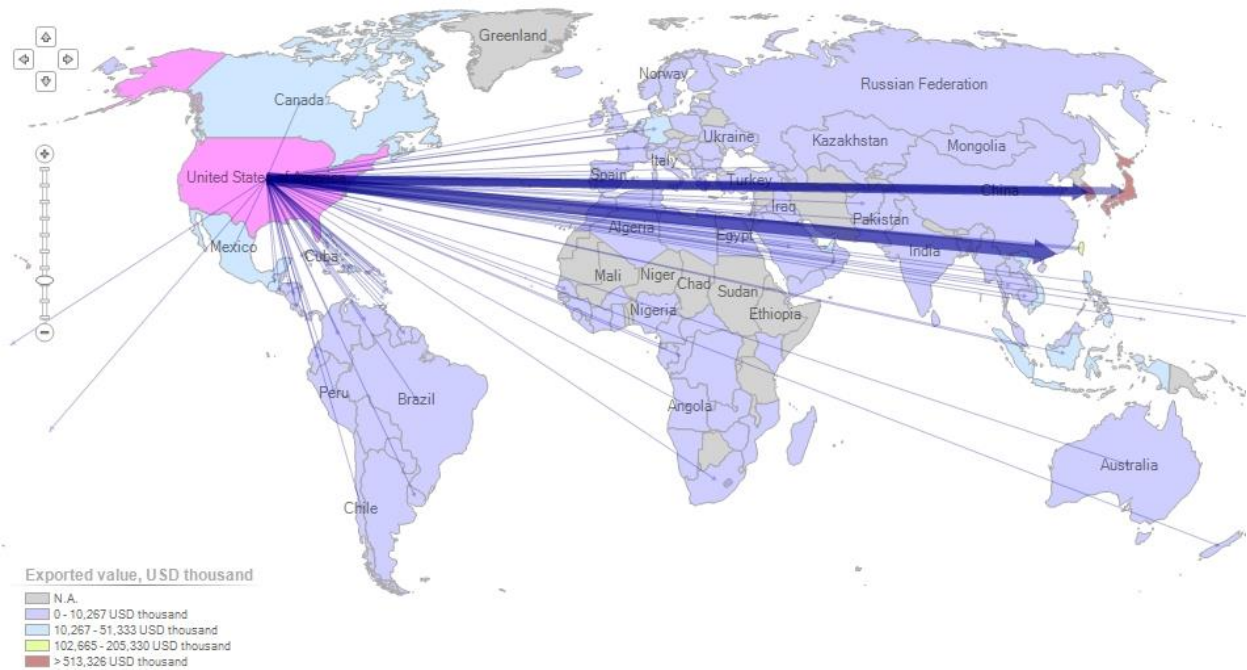 Greenland
Norway
Russian Federation
Canada
Ukraine
Kazakhstan
Mongolia
Italy
United States of America
Spain
Turkey
China
Iraq
Pakistan
Algeria
Egypt
India
Mexico
Cuba
Mali
Niger
Chad
Sudan
Nigeria
Ethiopia
Peru
Brazil
Angola
Australia
Chile
Exported value, USD thousand
N.A.
0 - 10,267 USD thousand
10,267 - 51,333 USD thousand
102,665 - 205,330 USD thousand
> 513,326 USD thousand